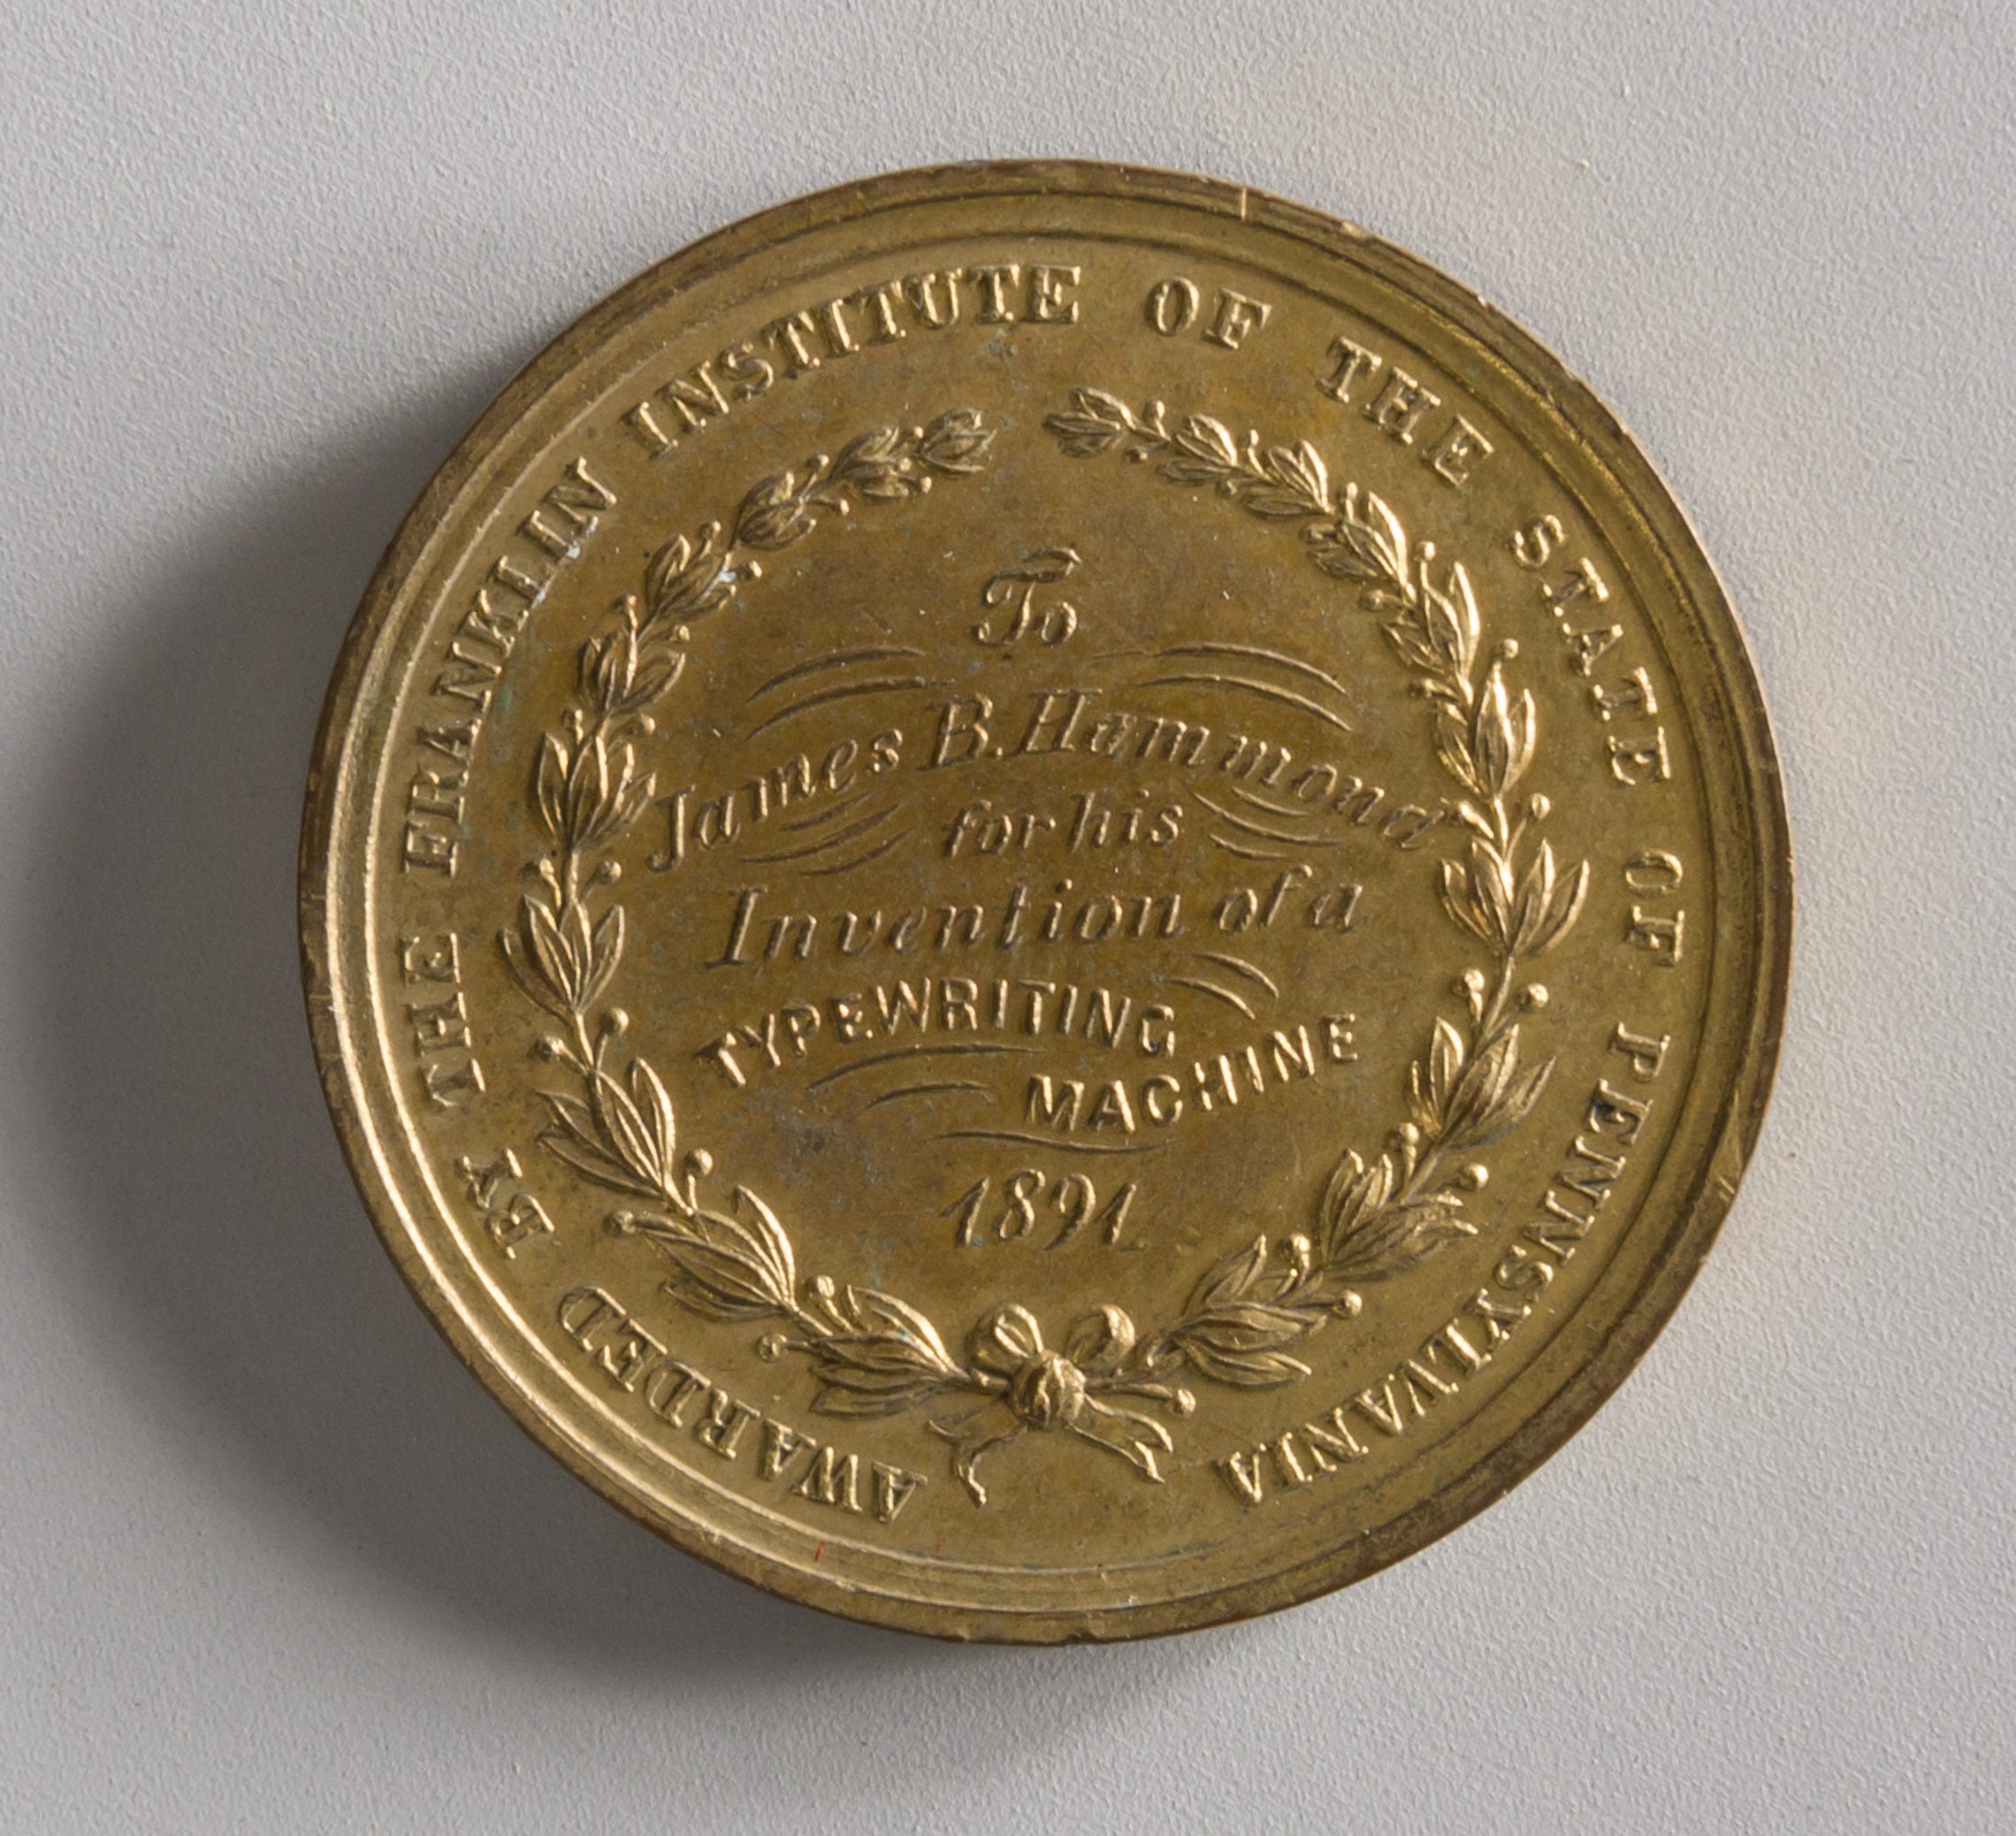 AWARDED BY THE FRANKLIN INSTITUTE OF THE STATE OF PENNSYLVANIA
To
James B. Hammond
for his
Invention of a
TYPEWRITING
MACHINE
1891